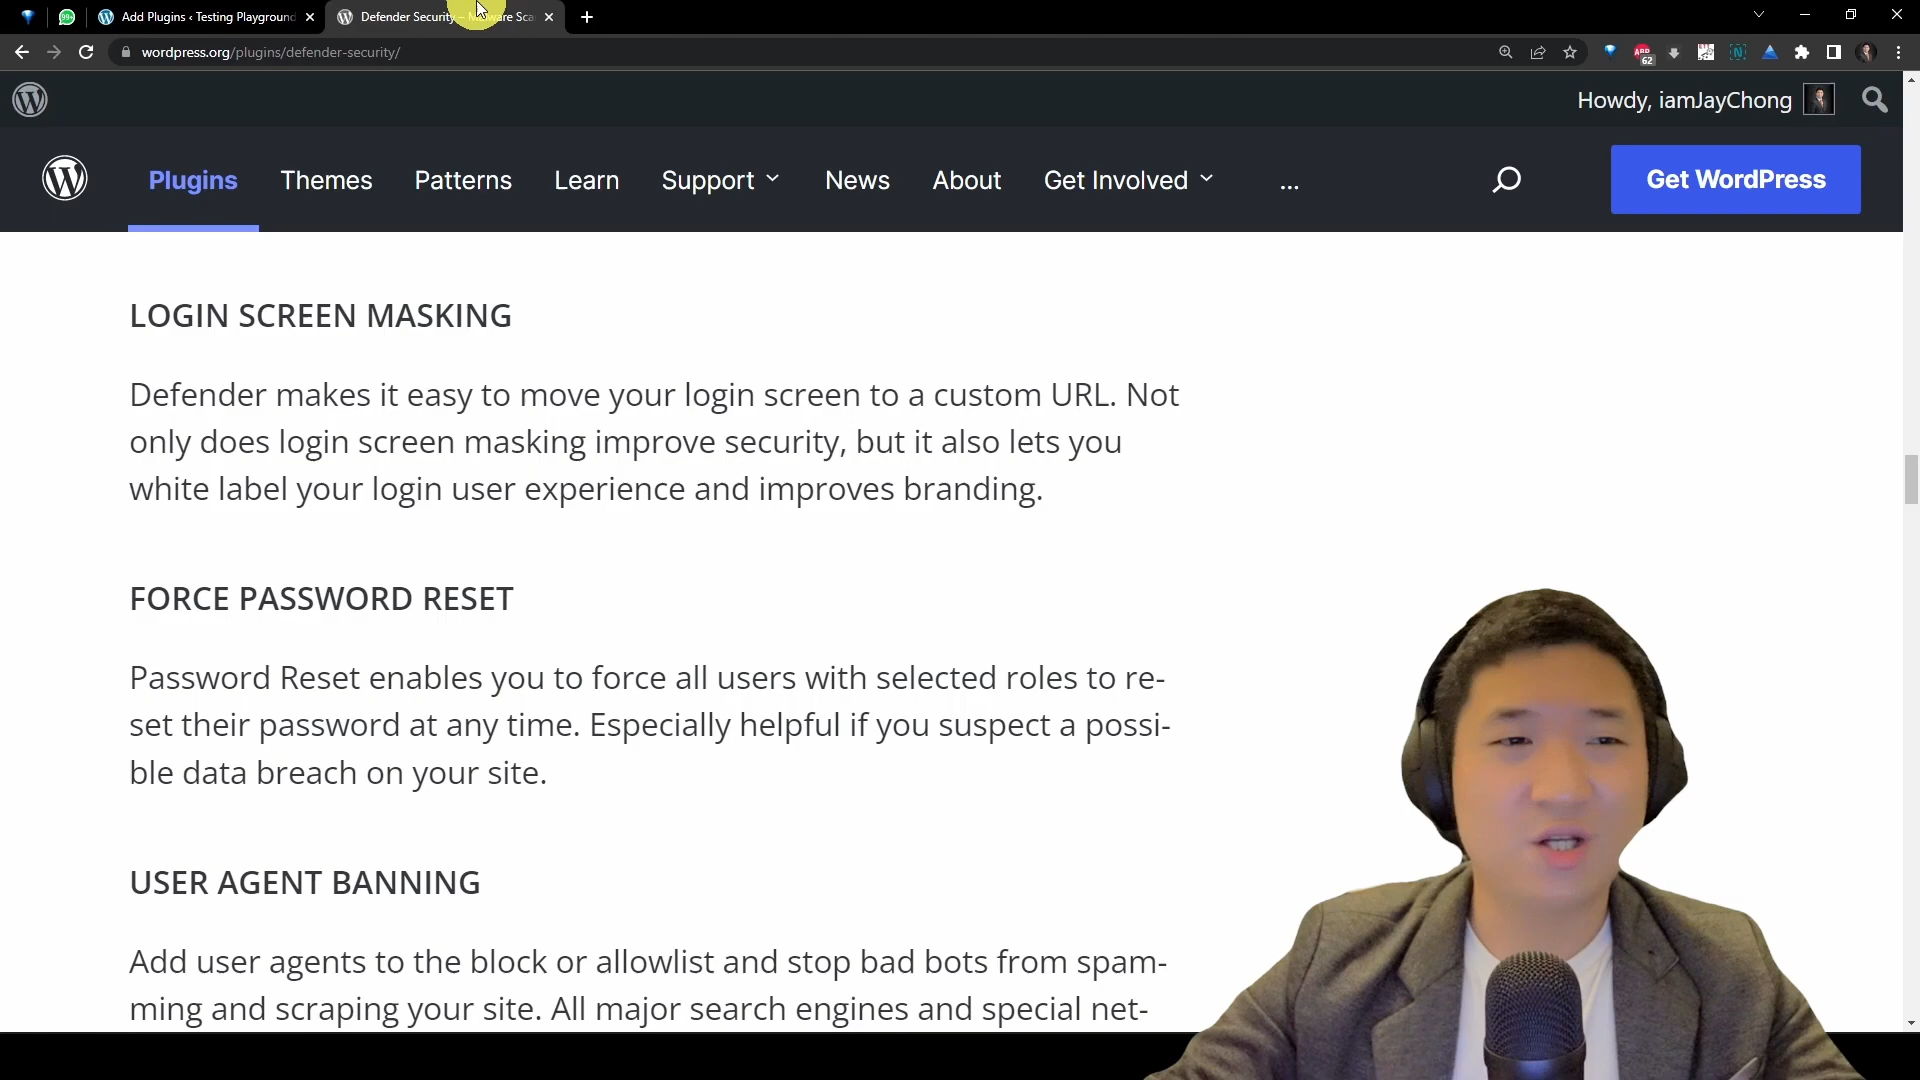 Add Plugins ‹ Testing Playground
Defender Security –
wordpress.org/plugins/defender-security/
62
Howdy, iamJayChong
Plugins
Themes
Patterns
Learn
Support
News
About
Get Involved
...
Get WordPress
LOGIN SCREEN MASKING
Defender makes it easy to move your login screen to a custom URL. Not
only does login screen masking improve security, but it also lets you
white label your login user experience and improves branding.
FORCE PASSWORD RESET
Password Reset enables you to force all users with selected roles to re-
set their password at any time. Especially helpful if you suspect a possi-
ble data breach on your site.
USER AGENT BANNING
Add user agents to the block or allowlist and stop bad bots from spam-
ming and scraping your site. All major search engines and special net-